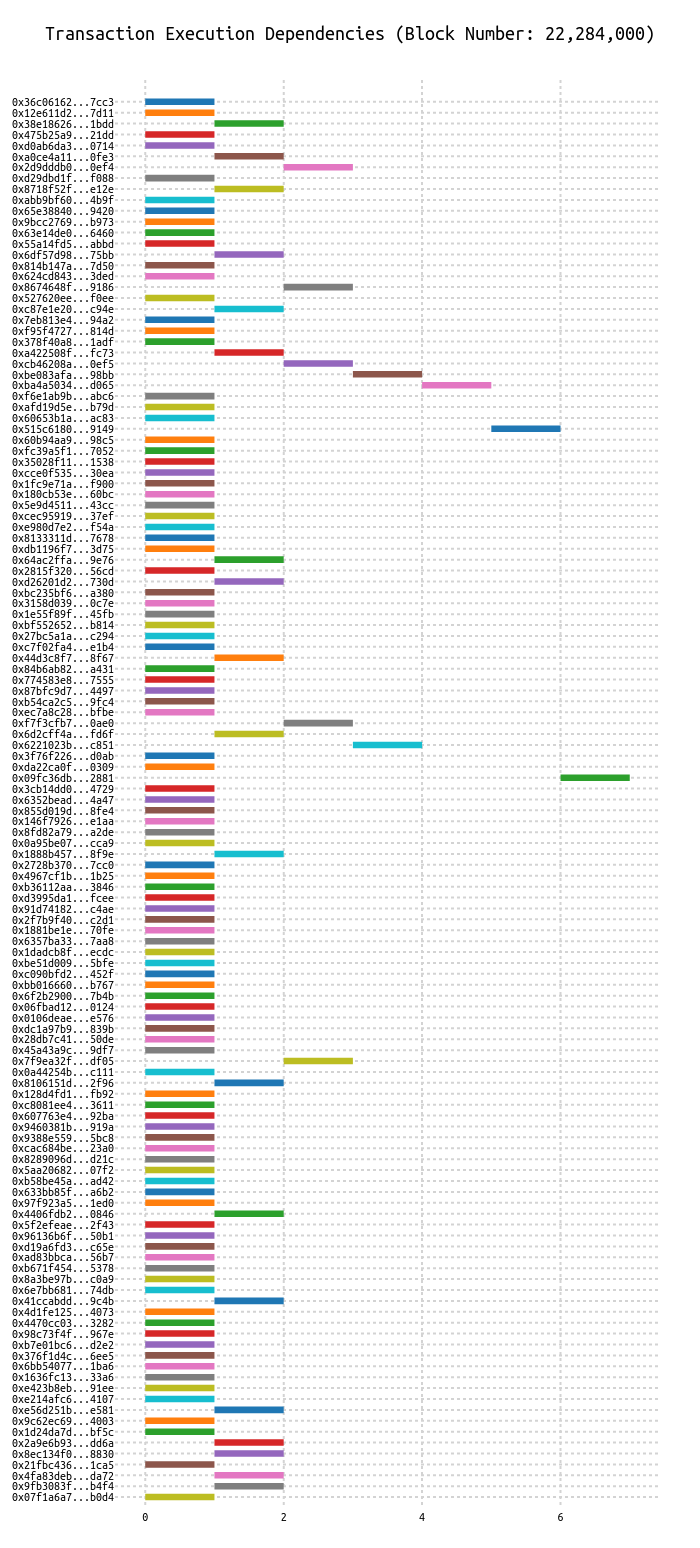 Transaction Execution Dependencies (Block Number: 22,284,000)
0x36c06162...7cc3
0x12e611d2...7d11
0x38e18626...1bdd
0x475b25a9...21dd
0xd0ab6da3...0714
0xa0ce4a11...0fe3
0x2d9dddb0...0ef4
0xd29dbd1f...f088
0x8718f52f...e12e
0xabb9bf60...4b9f
0x65e38840...9420
0x9bcc2769...b973
0x63e14de0...6460
0x55a14fd5...abbd
0x6df57d98...75bb
0x814b147a...7d50
0x624cd843...3ded
0x8674648f...9186
0x527620ee...f0ee
0xc87e1e20...c94e
0x7eb813e4...94a2
0xf95f4727...814d
0x378f40a8...1adf
0xa422508f...fc73
0xcb46208a...0ef5
0xbe083afa...98bb
0xba4a5034...d065
0xf6e1ab9b...abc6
0xafd19d5e...b79d
0x60653b1a...ac83
0x515c6180...9149
0x60b94aa9...98c5
0xfc39a5f1...7052
0x35028f11...1538
0xcce0f535...30ea
0x1fc9e71a...f900
0x180cb53e...60bc
0x5e9d4511...43cc
0xcec95919...37ef
0xe980d7e2...f54a
0x8133311d...7678
0xdb1196f7...3d75
0x64ac2ffa...9e76
0x2815f320...56cd
0xd26201d2...730d
0xbc235bf6...a380
0x3158d039...0c7e
0x1e55f89f...45fb
0xbf552652...b814
0x27bc5a1a...c294
0xc7f02fa4...e1b4
0x44d3c8f7...8f67
0x84b6ab82...a431
0x774583e8...7555
0x87bfc9d7...4497
0xb54ca2c5...9fc4
0xec7a8c28...bfbe
0xf7f3cfb7...0ae0
0x6d2cff4a...fd6f
0x6221023b...c851
0x3f76f226...d0ab
0xda22ca0f...0309
0x09fc36db...2881
0x3cb14dd0...4729
0x6352bead...4a47
0x855d019d...8fe4
0x146f7926...e1aa
0x8fd82a79...a2de
0x0a95be07...cca9
0x1888b457...8f9e
0x2728b370...7cc0
0x4967cf1b...1b25
0xb36112aa...3846
0xd3995da1...fcee
0x91d74182...c4ae
0x2f7b9f40...c2d1
0x1881be1e...70fe
0x6357ba33...7aa8
0x1dadcb8f...ecdc
0xbe51d009...5bfe
0xc090bfd2...452f
0xbb016660...b767
0x6f2b2900...7b4b
0x06fbad12...0124
0x0106deae...e576
0xdc1a97b9...839b
0x28db7c41...50de
0x45a43a9c...9df7
0x7f9ea32f...df05
0x0a44254b...c111
0x8106151d...2f96
0x128d4fd1...fb92
0xc8081ee4...3611
0x607763e4...92ba
0x9460381b...919a
0x9388e559...5bc8
0xcac684be...23a0
0x8289096d...d21c
0x5aa20682...07f2
0xb58be45a...ad42
0x633bb85f...a6b2
0x97f923a5...1ed0
0x4406fdb2...0846
0x5f2efeae...2f43
0x96136b6f...50b1
0xd19a6fd3...c65e
0xad83bbca...56b7
0xb671f454...5378
0x8a3be97b...c0a9
0x6e7bb681...74db
0x41ccabdd...9c4b
0x4d1fe125...4073
0x4470cc03...3282
0x98c73f4f...967e
0xb7e01bc6...d2e2
0x376f1d4c...6ee5
0x6bb54077...1ba6
0x1636fc13...33a6
0xe423b8eb...91ee
0xe214afc6...4107
0xe56d251b...e581
0x9c62ec69...4003
0x1d24da7d...bf5c
0x2a9e6b93...dd6a
0x8ec134f0...8830
0x21fbc436...1ca5
0x4fa83deb...da72
0x9fb3083f...b4f4
0x07f1a6a7...b0d4
0 2 4 6